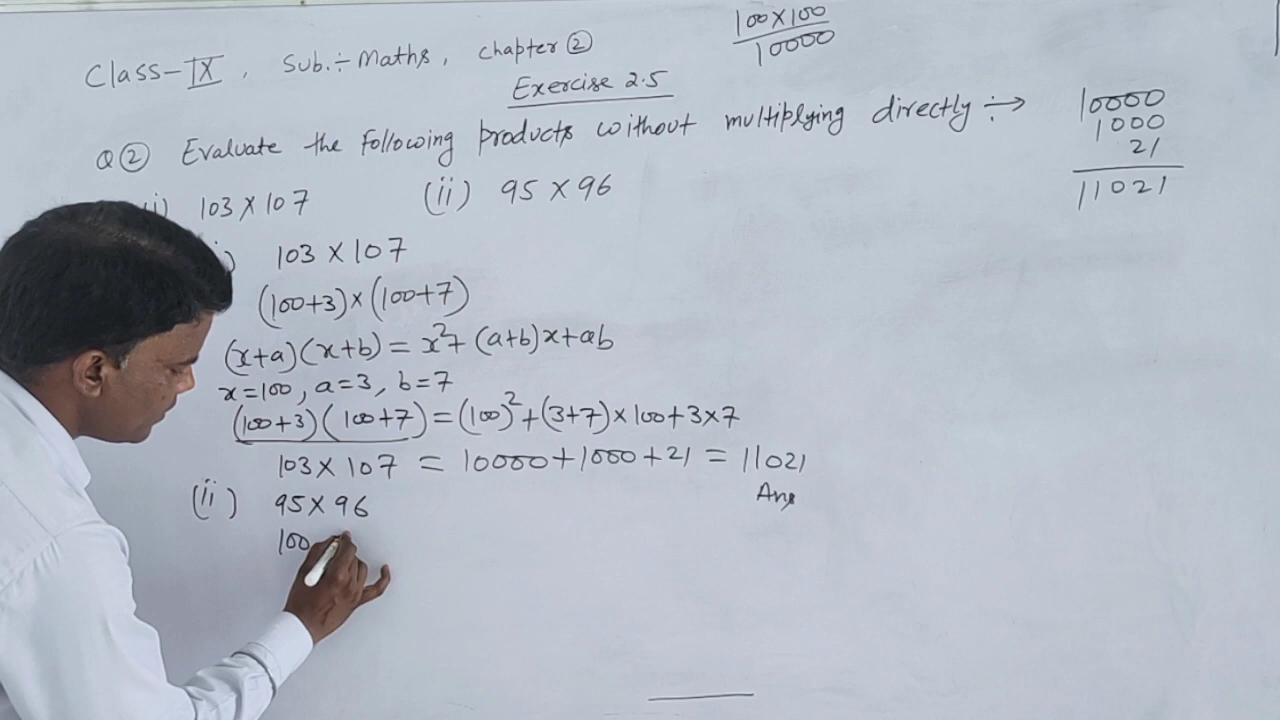 Class-IX, Sub.÷Maths, Chapter ②
Exercise 2.5
100×100
10000
Q② Evaluate the following products without multiplying directly ÷→
(i) 103×107 (ii) 95×96
10000
1000
21
11021
) 103×107
(100+3)×(100+7)
(x+a)(x+b)=x²+(a+b)x+ab
x=100, a=3, b=7
(100+3)(100+7)=(100)²+(3+7)×100+3×7
103×107 = 10000+1000+21 = 11021
Ans
(ii) 95×96
100